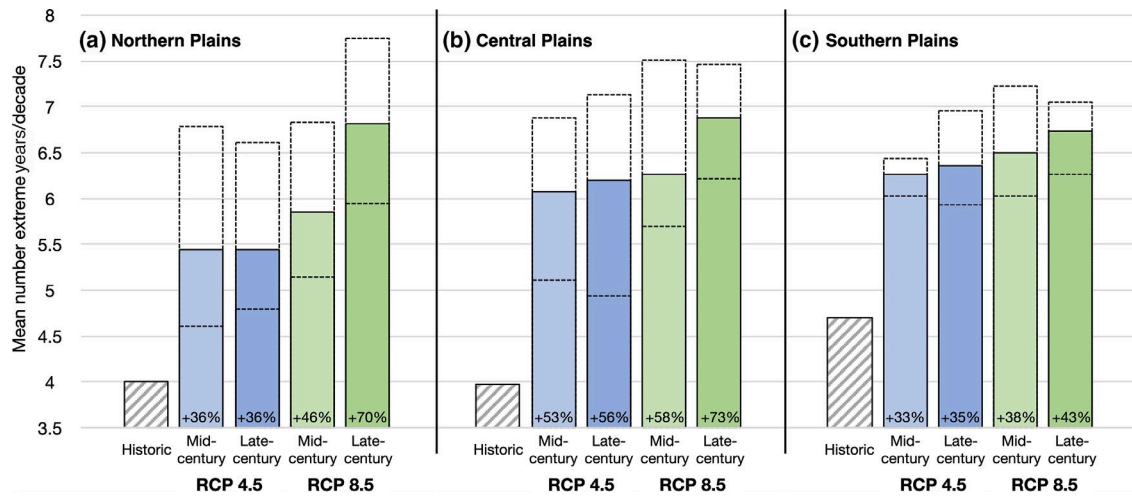 8
7.5
7
6.5
6
5.5
5
4.5
4
3.5
Mean number extreme years/decade
(a) Northern Plains
+36%
+36%
+46%
+70%
Historic
Mid-
century
Late-
century
Mid-
century
Late-
century
RCP 4.5
RCP 8.5
(b) Central Plains
+53%
+56%
+58%
+73%
Historic
Mid-
century
Late-
century
Mid-
century
Late-
century
RCP 4.5
RCP 8.5
(c) Southern Plains
+33%
+35%
+38%
+43%
Historic
Mid-
century
Late-
century
Mid-
century
Late-
century
RCP 4.5
RCP 8.5